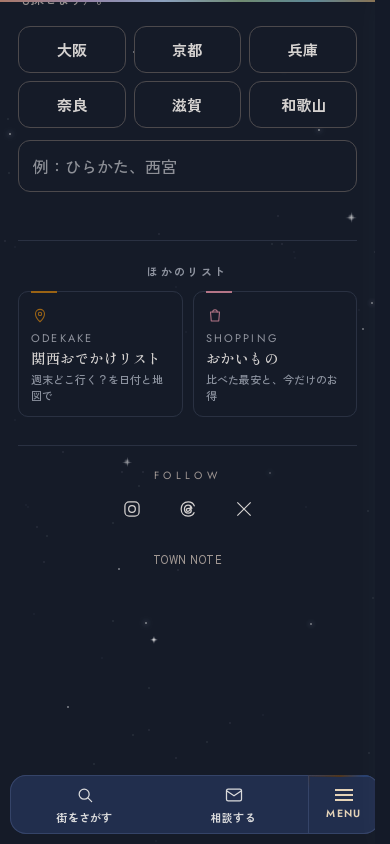 大阪
京都
兵庫
奈良
滋賀
和歌山
例：ひらかた、西宮
ほかのリスト
ODEKAKE
関西おでかけリスト
週末どこ行く？を日付と地
図で
SHOPPING
おかいもの
比べた最安と、今だけのお
得
FOLLOW
TOWN NOTE
街をさがす
相談する
MENU